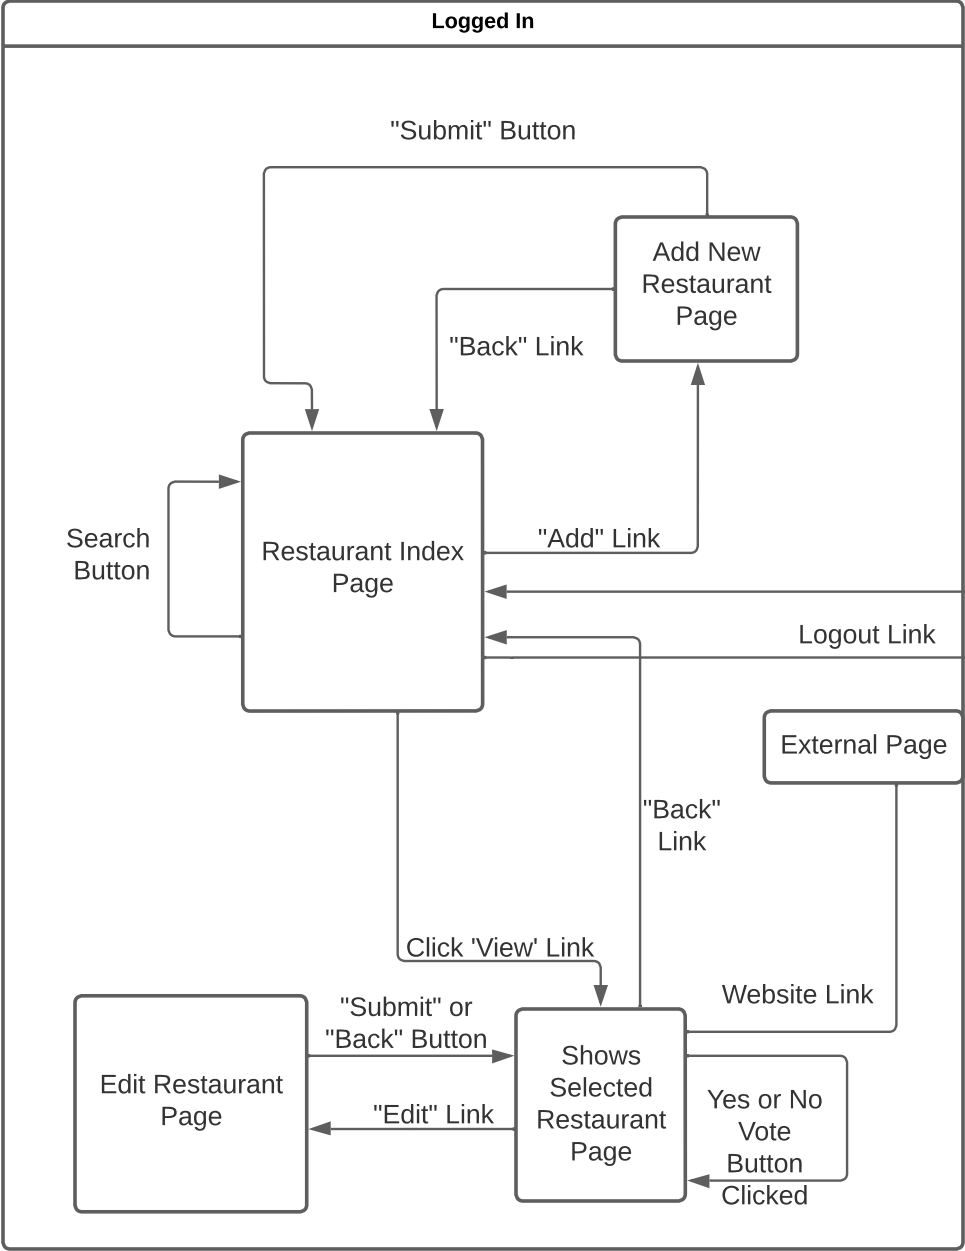 Logged In
"Submit" Button
Add New
Restaurant
Page
"Back" Link
Search
Button
Restaurant Index
Page
"Add" Link
Logout Link
External Page
"Back"
Link
Click 'View' Link
Website Link
"Submit" or
"Back" Button
Edit Restaurant
Page
"Edit" Link
Shows
Selected
Restaurant
Page
Yes or No
Vote
Button
Clicked